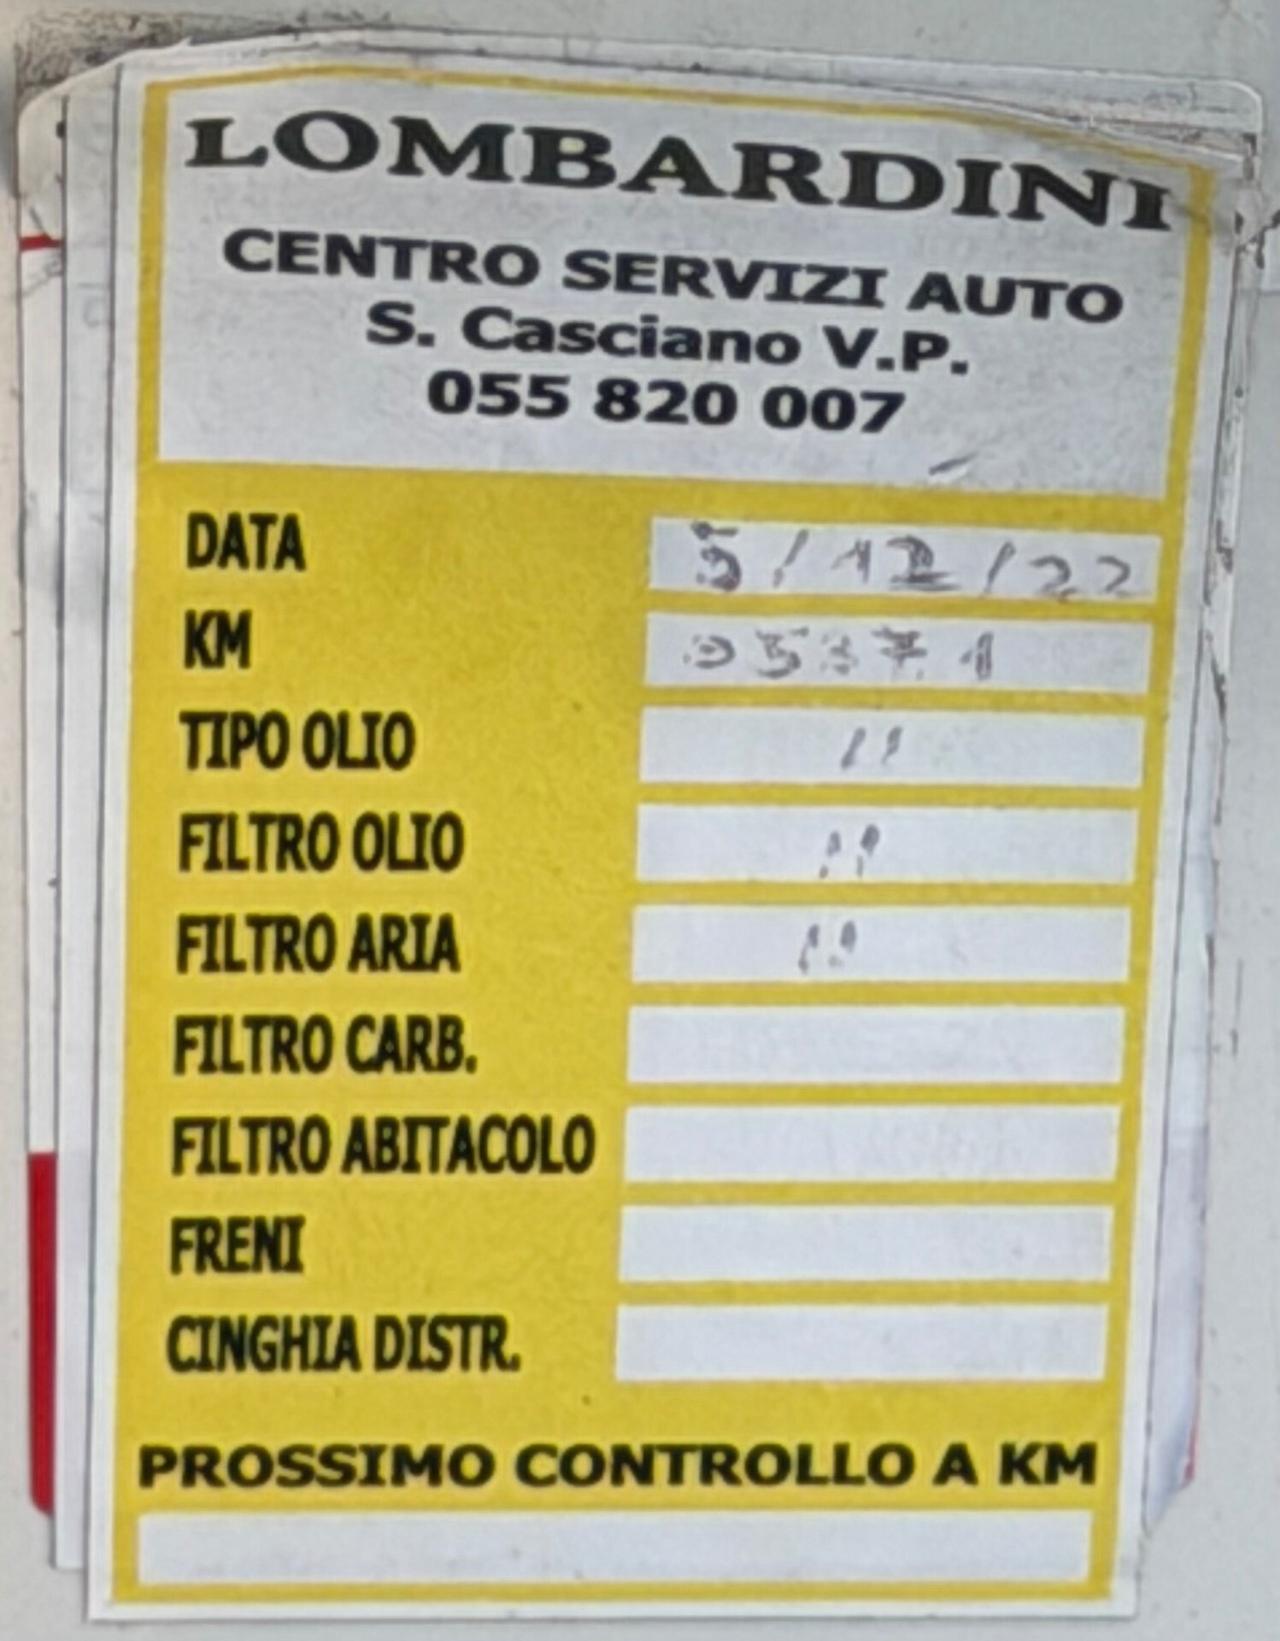 LOMBARDINI
CENTRO SERVIZI AUTO
S. Casciano V.P.
055 820 007
DATA 5/12/22
KM
TIPO OLIO ''
FILTRO OLIO ''
FILTRO ARIA ''
FILTRO CARB.
FILTRO ABITACOLO
FRENI
CINGHIA DISTR.
PROSSIMO CONTROLLO A KM